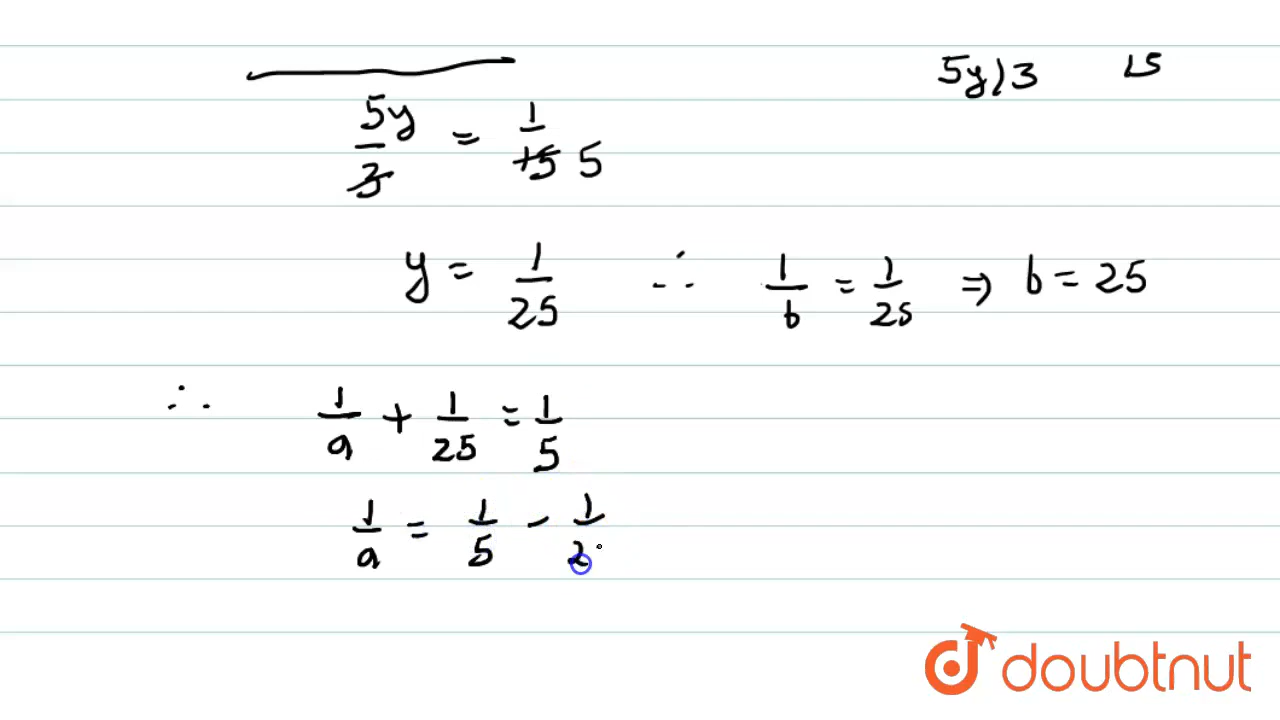 5y/3 15
5y/3 = 1/15 5
y = 1/25 ∴ 1/b = 1/25 ⇒ b = 25
∴ 1/a + 1/25 = 1/5
1/a = 1/5 - 1/2
doubtnut